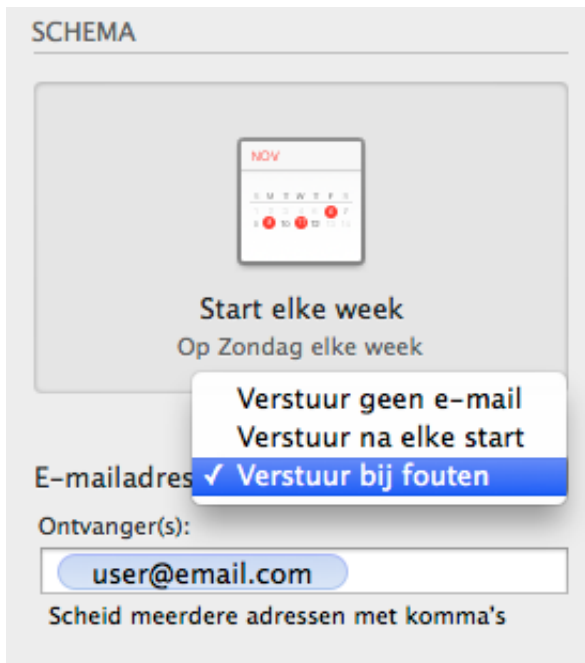 SCHEMA
NOV
S M T W T F S
Start elke week
Op Zondag elke week
Verstuur geen e-mail
Verstuur na elke start
E-mailadres ✓ Verstuur bij fouten
Ontvanger(s):
user@email.com
Scheid meerdere adressen met komma's